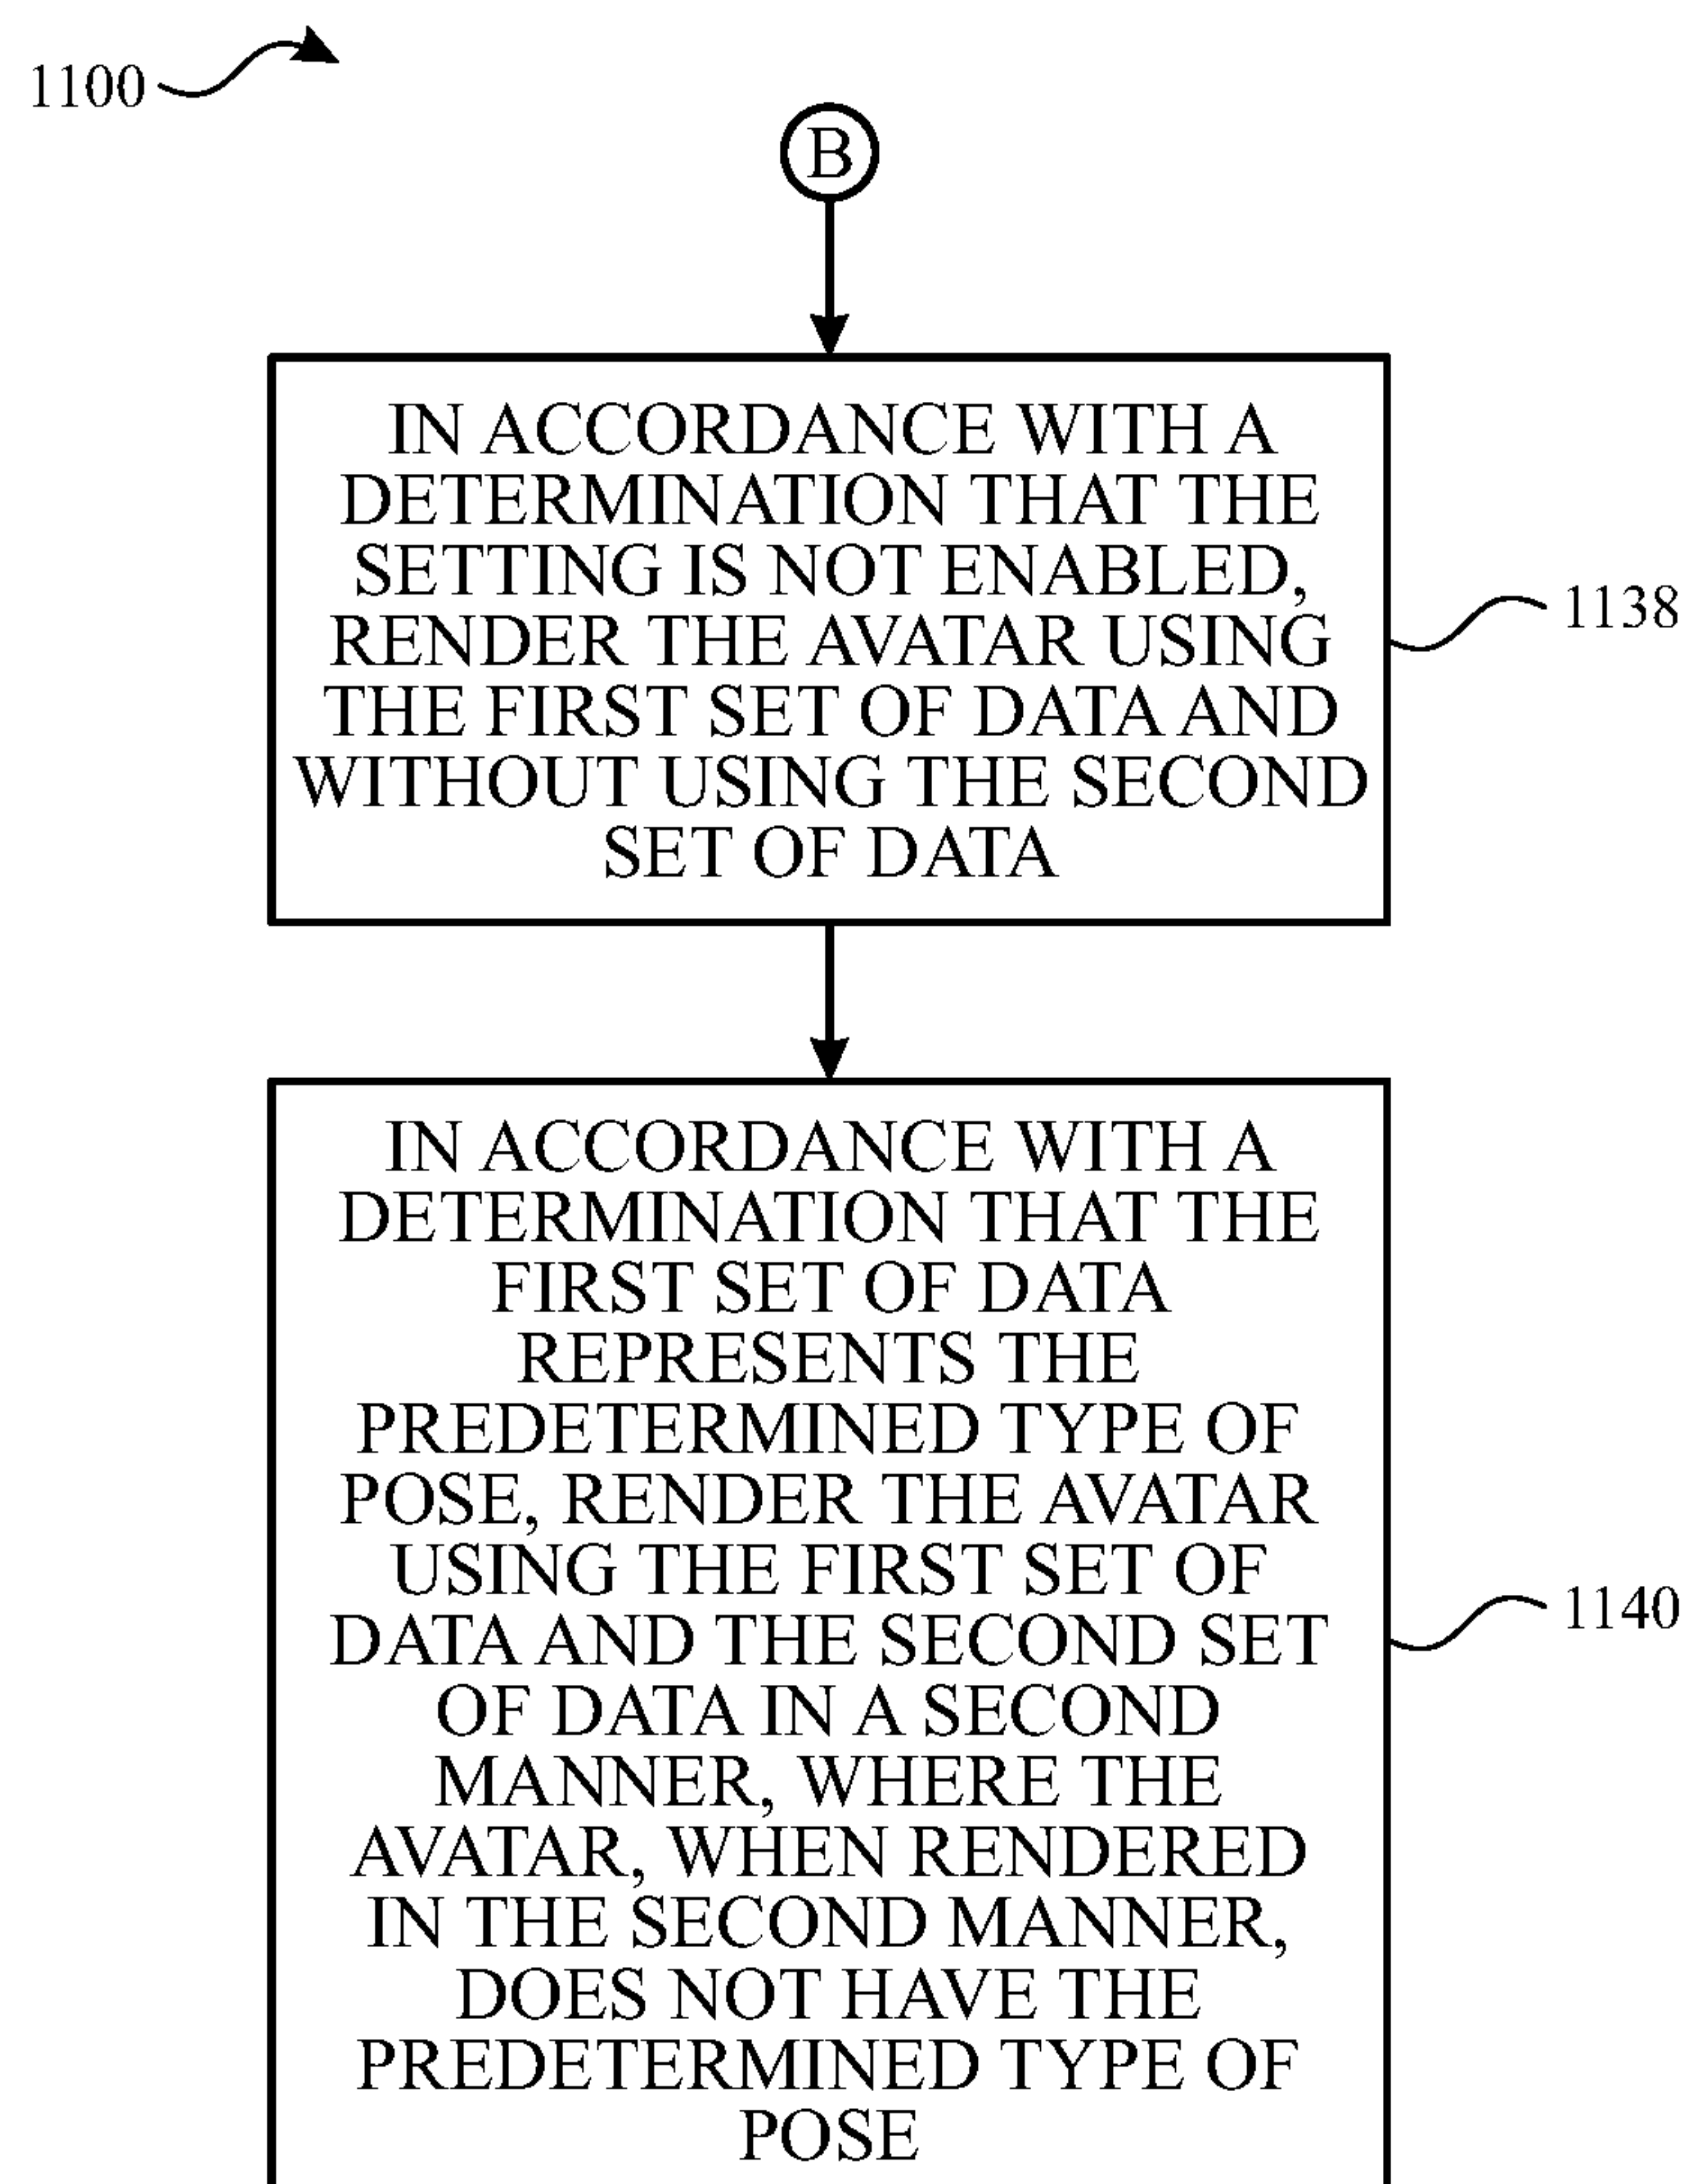 1100
B
IN ACCORDANCE WITH A
DETERMINATION THAT THE
SETTING IS NOT ENABLED,
RENDER THE AVATAR USING
THE FIRST SET OF DATA AND
WITHOUT USING THE SECOND
SET OF DATA
1138
IN ACCORDANCE WITH A
DETERMINATION THAT THE
FIRST SET OF DATA
REPRESENTS THE
PREDETERMINED TYPE OF
POSE, RENDER THE AVATAR
USING THE FIRST SET OF
DATA AND THE SECOND SET
OF DATA IN A SECOND
MANNER, WHERE THE
AVATAR, WHEN RENDERED
IN THE SECOND MANNER,
DOES NOT HAVE THE
PREDETERMINED TYPE OF
POSE
1140